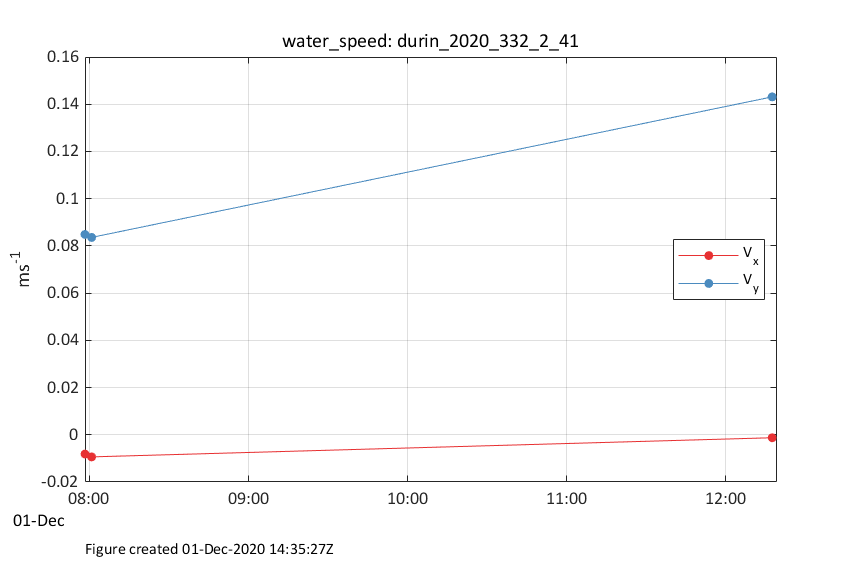 water_speed: durin_2020_332_2_41
0.16
0.14
0.12
0.1
0.08
0.06
0.04
0.02
0
-0.02
ms-1
Vx
Vy
08:00 09:00 10:00 11:00 12:00
01-Dec
Figure created 01-Dec-2020 14:35:27Z